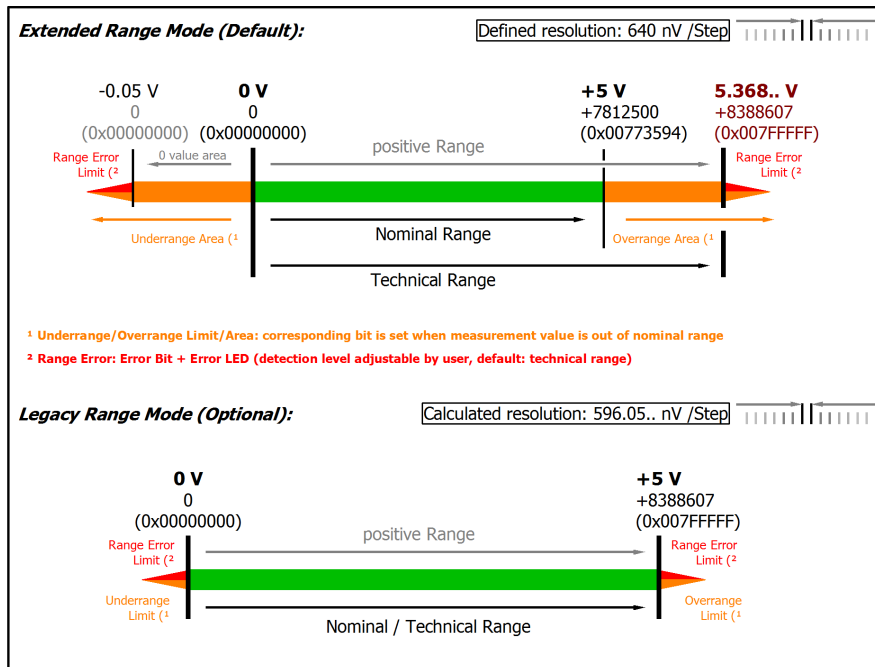 Extended Range Mode (Default):
Defined resolution: 640 nV /Step
-0.05 V
0
(0x00000000)
0 V
0
(0x00000000)
+5 V
+7812500
(0x00773594)
5.368.. V
+8388607
(0x007FFFFF)
Range Error
Limit (²
0 value area
positive Range
Range Error
Limit (²
Underrange Area (¹
Nominal Range
Overrange Area (¹
Technical Range
¹ Underrange/Overrange Limit/Area: corresponding bit is set when measurement value is out of nominal range
² Range Error: Error Bit + Error LED (detection level adjustable by user, default: technical range)
Legacy Range Mode (Optional):
Calculated resolution: 596.05.. nV /Step
0 V
0
(0x00000000)
+5 V
+8388607
(0x007FFFFF)
Range Error
Limit (²
positive Range
Range Error
Limit (²
Underrange
Limit (¹
Nominal / Technical Range
Overrange
Limit (¹